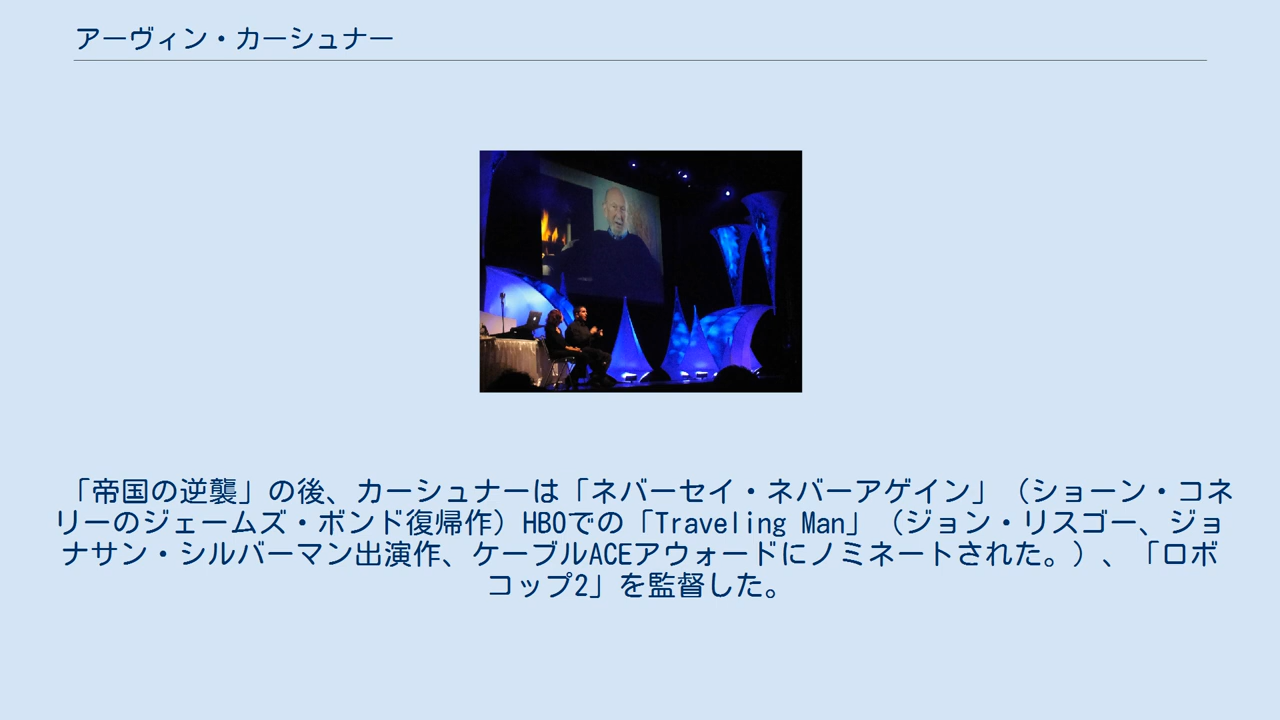 アーヴィン・カーシュナー
「帝国の逆襲」の後、カーシュナーは「ネバーセイ・ネバーアゲイン」（ショーン・コネ
リーのジェームズ・ボンド復帰作）HBOでの「Traveling Man」（ジョン・リスゴー、ジョ
ナサン・シルバーマン出演作、ケーブルACEアウォードにノミネートされた。）、「ロボ
コップ2」を監督した。